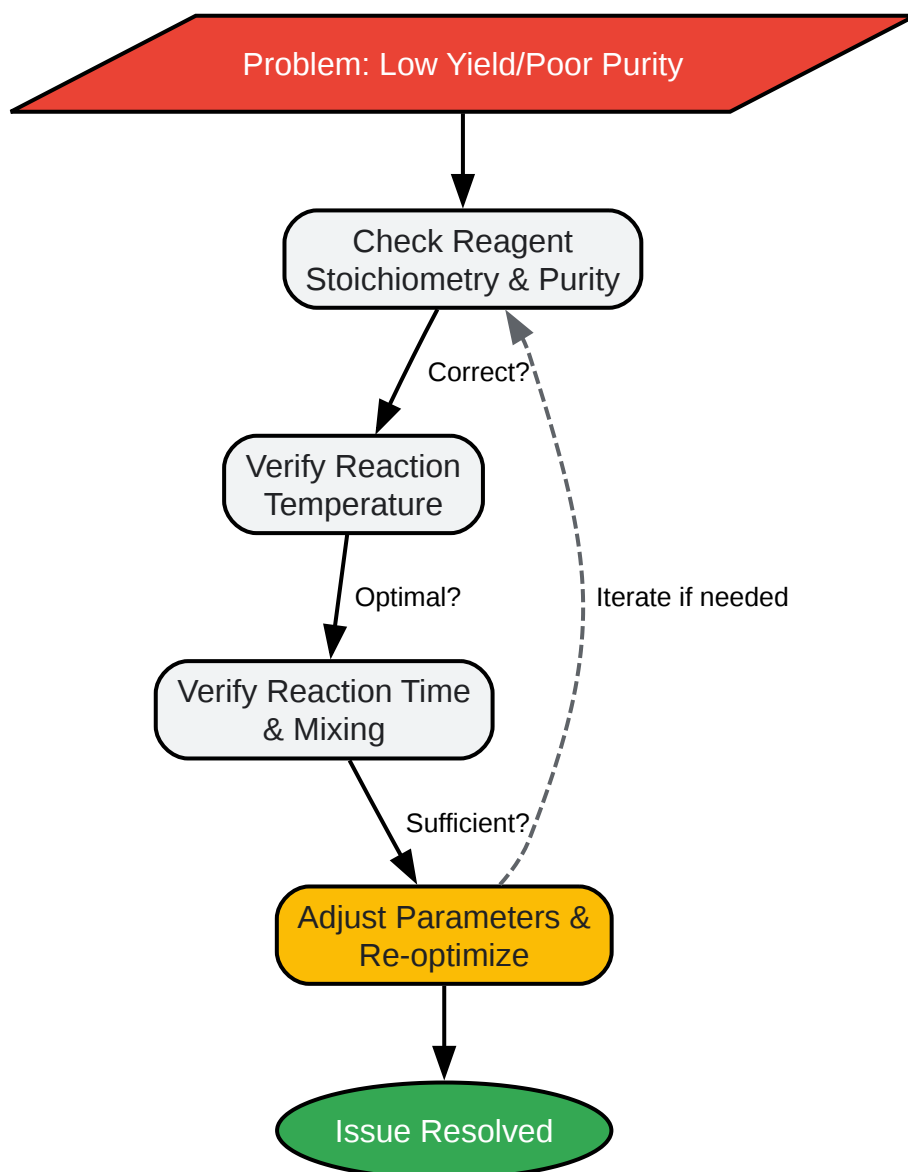 Problem: Low Yield/Poor Purity
Check Reagent
Stoichiometry & Purity
Correct?
Verify Reaction
Temperature
Optimal?
Iterate if needed
Verify Reaction Time
& Mixing
Sufficient?
Adjust Parameters &
Re-optimize
Issue Resolved